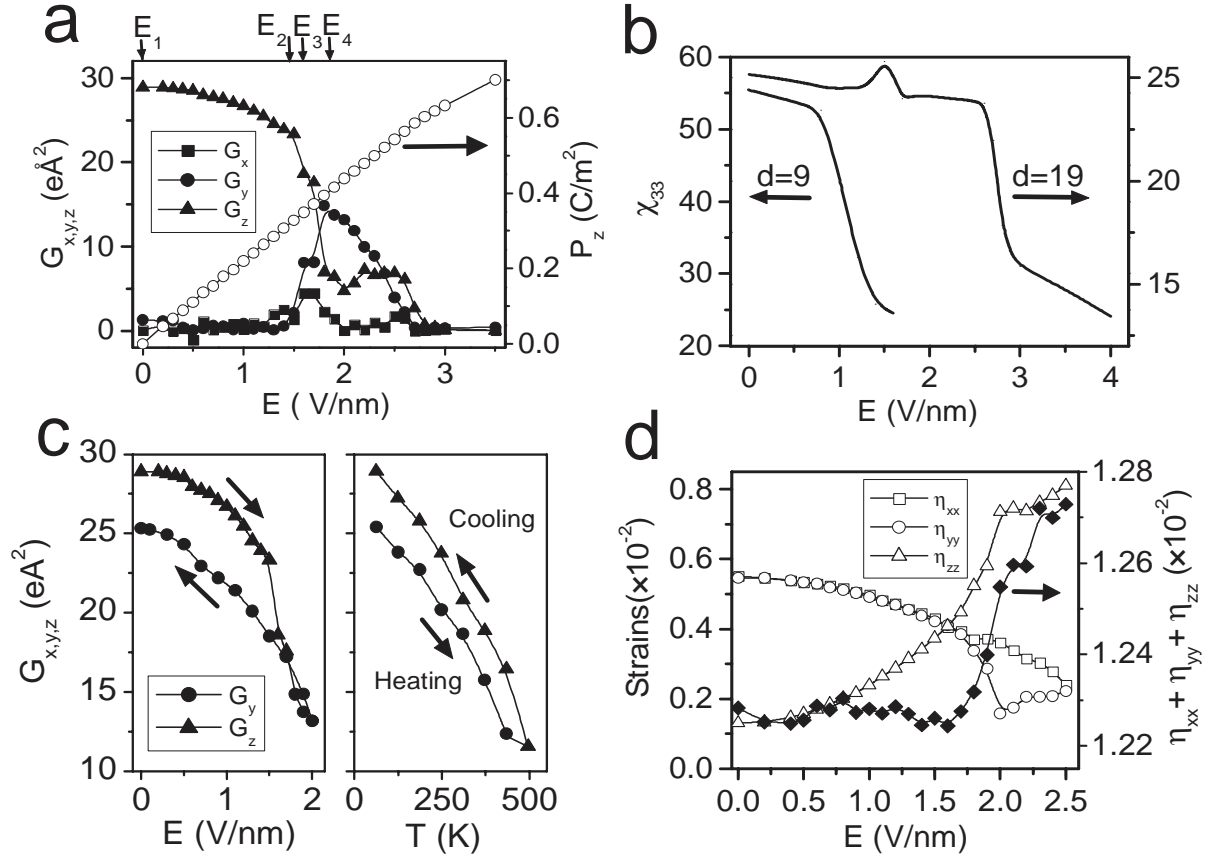 a
E1 E2 E3 E4
30
20
10
0
Gx,y,z (eÅ²)
Gx
Gy
Gz
0.6
0.4
0.2
0.0
Pz (C/m²)
0 1 2 3
E ( V/nm)
b
60
50
40
30
20
χ33
d=9
d=19
25
20
15
0 1 2 3 4
E (V/nm)
c
30
25
20
15
10
Gx,y,z (eA²)
Gy
Gz
0 1 2
E (V/nm)
Cooling
Heating
0 250 500
T (K)
d
0.8
0.6
0.4
0.2
0.0
Strains(×10⁻²)
ηxx
ηyy
ηzz
1.28
1.26
1.24
1.22
ηxx + ηyy + ηzz (×10⁻²)
0.0 0.5 1.0 1.5 2.0 2.5
E (V/nm)